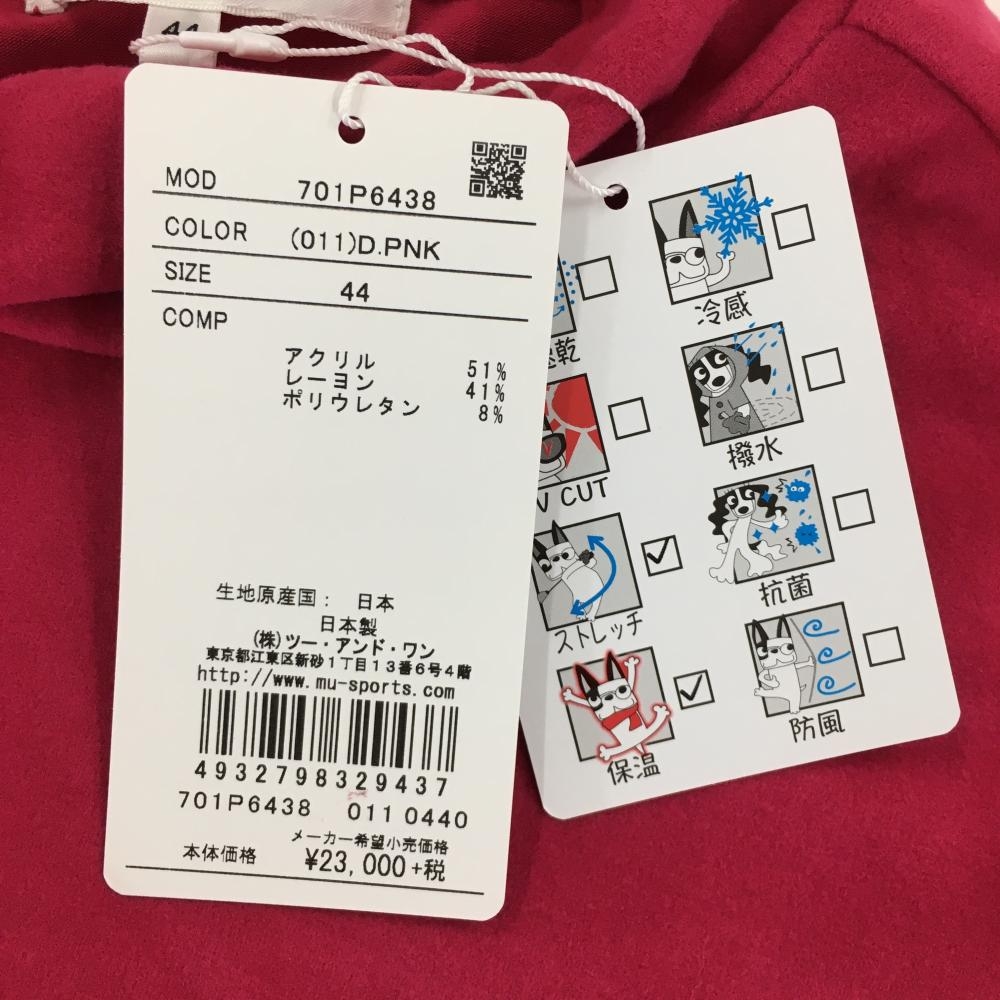 44
MOD 701P6438
COLOR (011)D.PNK
SIZE 44
COMP
アクリル 51%
レーヨン 41%
ポリウレタン 8%
生地原産国： 日本
日本製
(株)ツー・アンド・ワン
東京都江東区新砂1丁目13番6号4階
http://www.mu-sports.com
4932798329437
701P6438 011 0440
メーカー希望小売価格
本体価格 ¥23,000+税
冷感
乾
撥水
V CUT
抗菌
ストレッチ
防風
保温